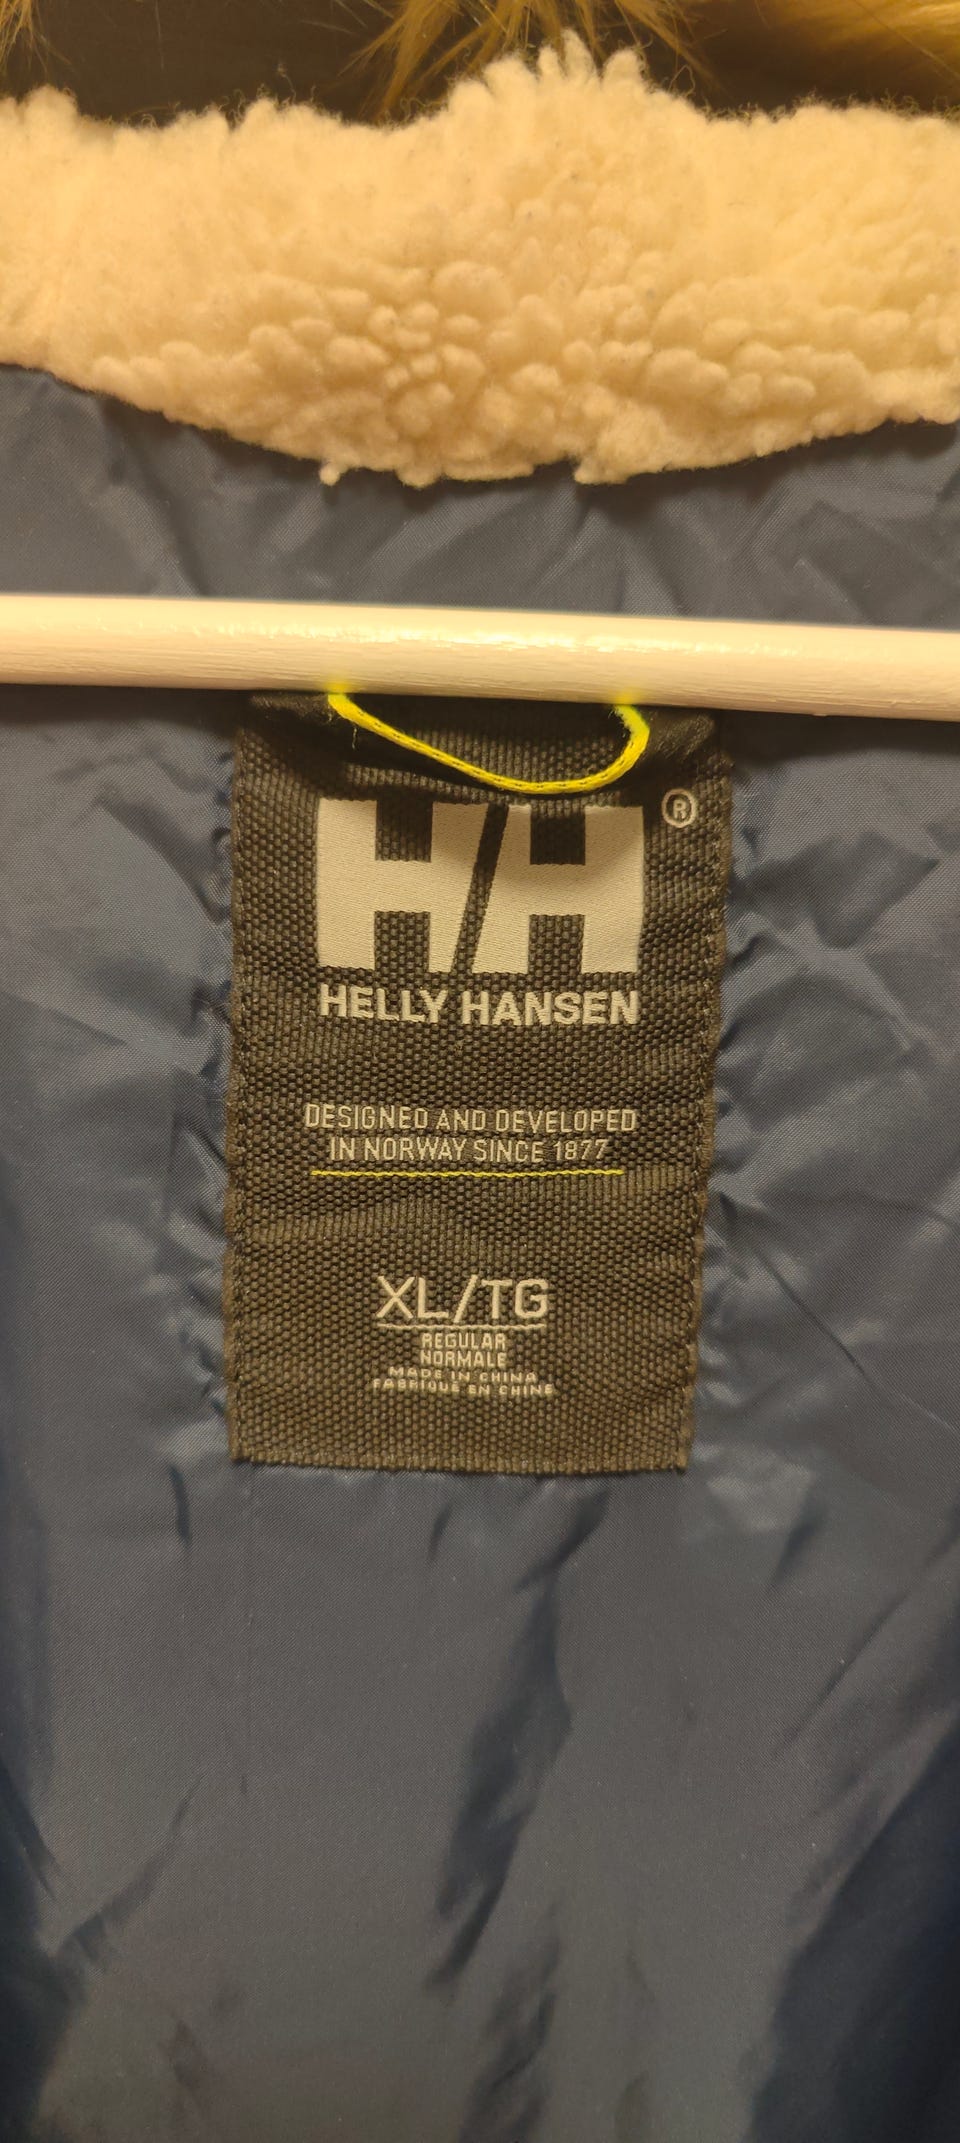 HH®
HELLY HANSEN
DESIGNED AND DEVELOPED
IN NORWAY SINCE 1877
XL/TG
REGULAR
NORMALE
MADE IN CHINA
FABRIQUE EN CHINE